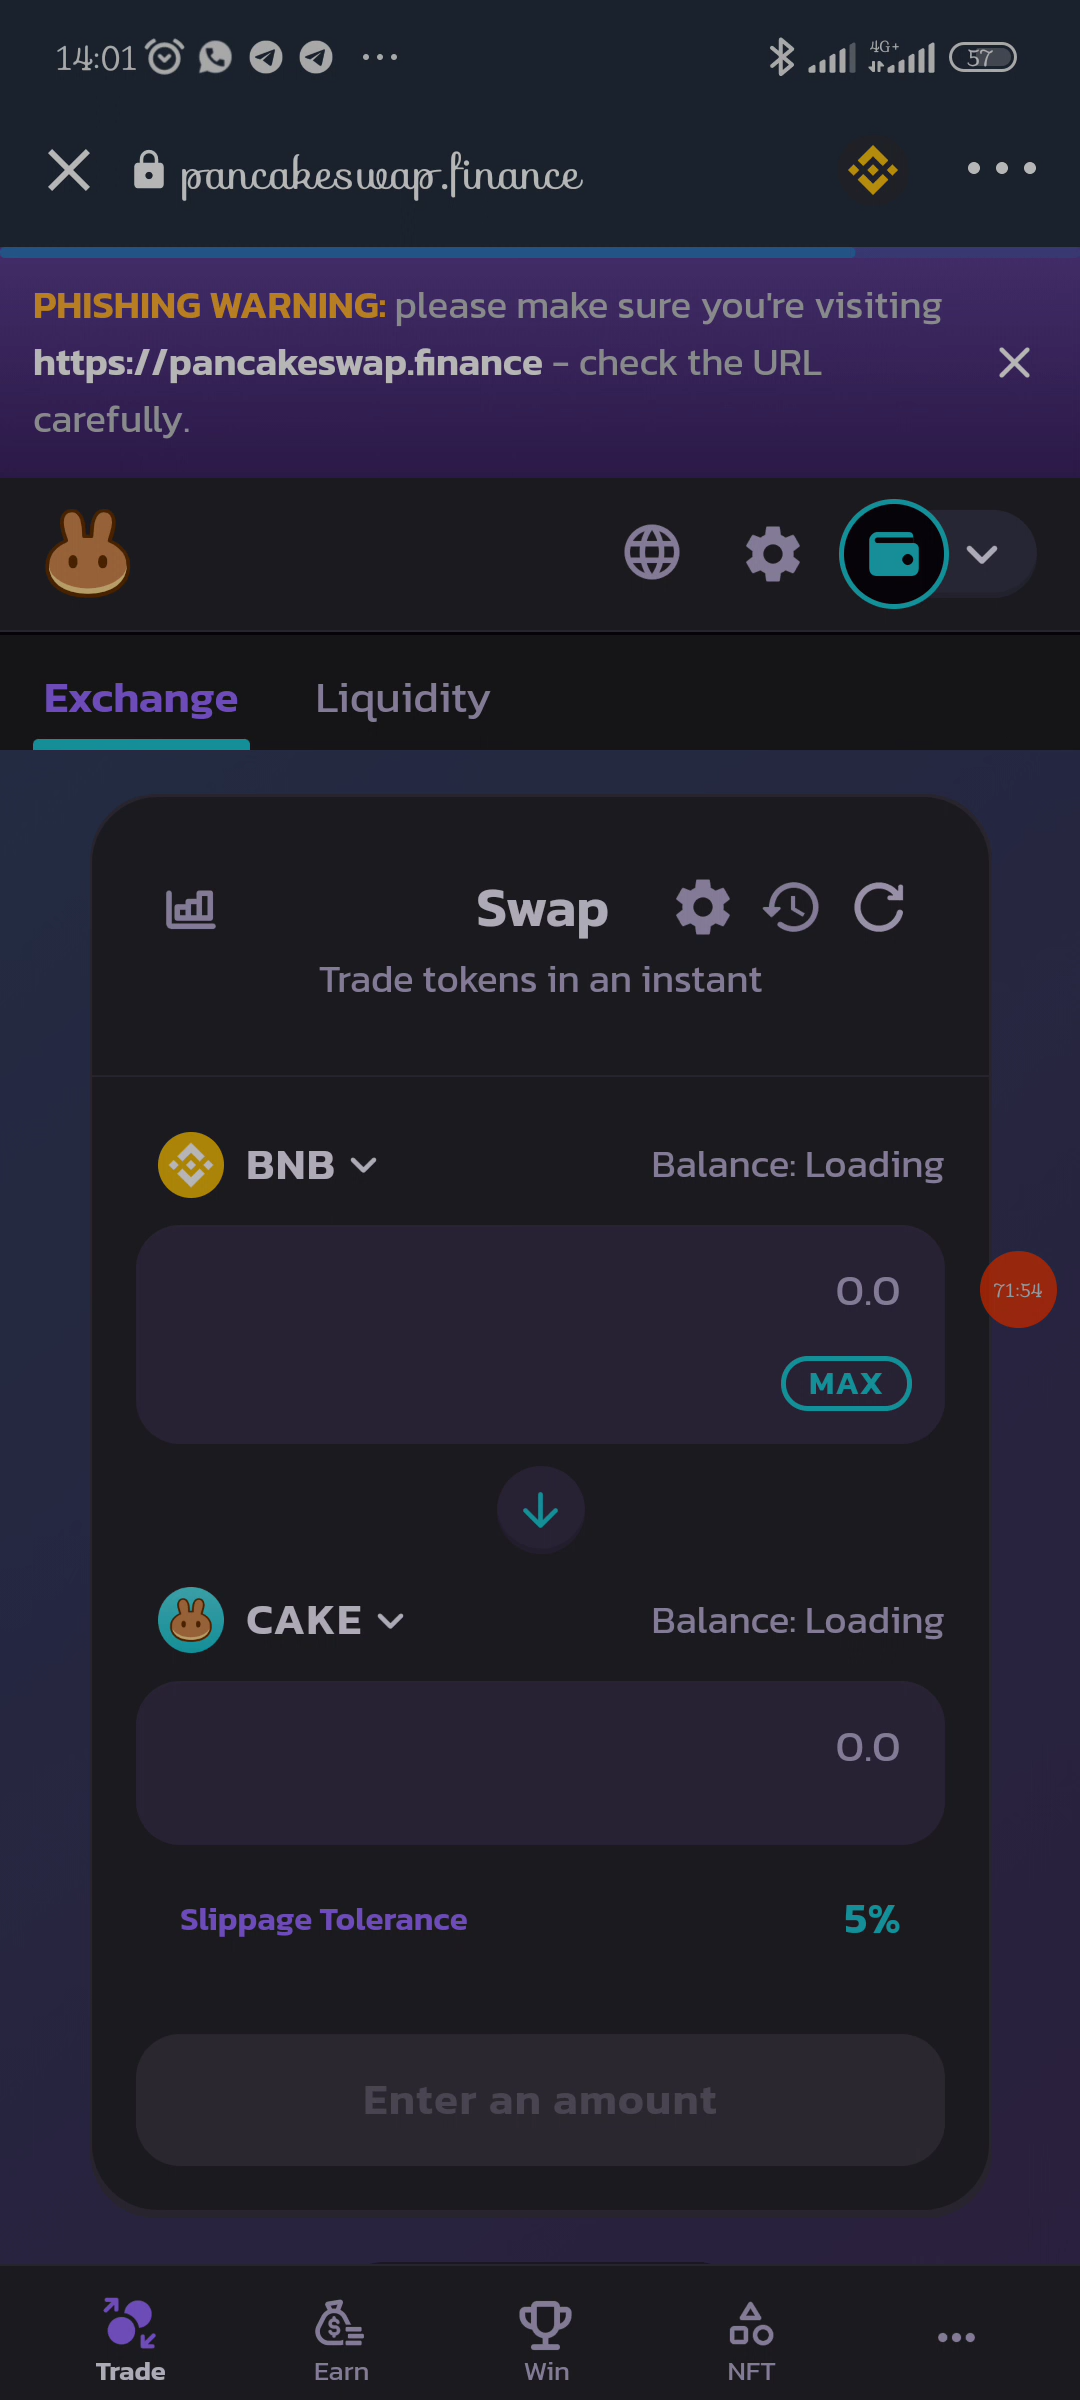 14:01
4G+
57
pancakeswap.finance
PHISHING WARNING: please make sure you're visiting
https://pancakeswap.finance - check the URL
carefully.
Exchange
Liquidity
Swap
Trade tokens in an instant
BNB
Balance: Loading
0.0
71:54
MAX
CAKE
Balance: Loading
0.0
Slippage Tolerance
5%
Enter an amount
Trade
Earn
Win
NFT